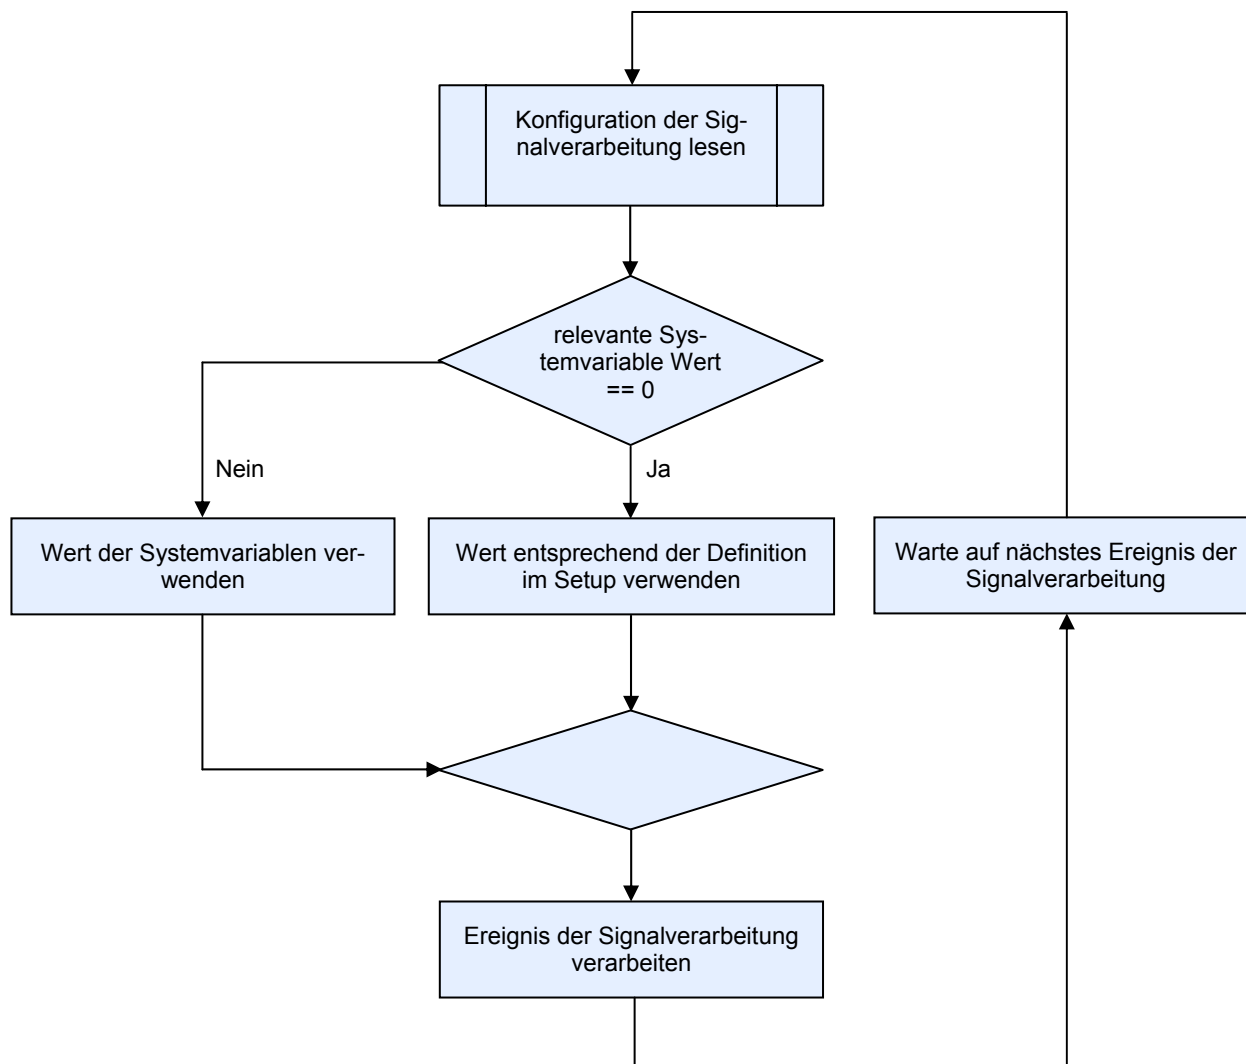 Konfiguration der Sig-
nalverarbeitung lesen
relevante Sys-
temvariable Wert
== 0
Nein
Ja
Wert der Systemvariablen ver-
wenden
Wert entsprechend der Definition
im Setup verwenden
Warte auf nächstes Ereignis der
Signalverarbeitung
Ereignis der Signalverarbeitung
verarbeiten